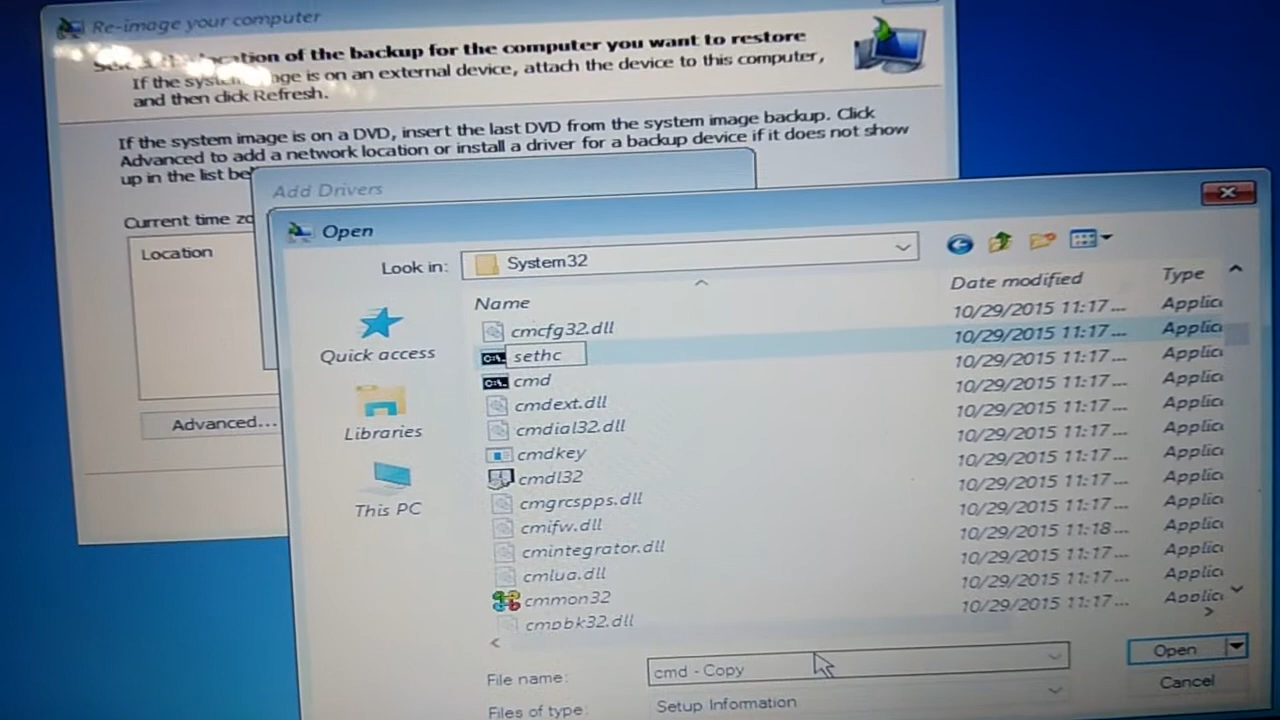 Re-image your computer
location of the backup for the computer you want to restore
If the system image is on an external device, attach the device to this computer,
and then click Refresh.
If the system image is on a DVD, insert the last DVD from the system image backup. Click
Advanced to add a network location or install a driver for a backup device if it does not show
up in the list be
Add Drivers
Current time zo
Location
Advanced...
Open
Look in:
System32
Name
Date modified
Type
Quick access
Libraries
This PC
cmcfg32.dll 10/29/2015 11:17... Applic
sethc 10/29/2015 11:17... Applic
cmd 10/29/2015 11:17... Applic
cmdext.dll 10/29/2015 11:17... Applic
cmdial32.dll 10/29/2015 11:17... Applic
cmdkey 10/29/2015 11:17... Applic
cmdl32 10/29/2015 11:17... Applic
cmgrcspps.dll 10/29/2015 11:17... Applic
cmifw.dll 10/29/2015 11:17... Applic
cmintegrator.dll 10/29/2015 11:18... Applic
cmlua.dll 10/29/2015 11:17... Applic
cmmon32 10/29/2015 11:17... Applic
cmpbk32.dll 10/29/2015 11:17... Applic
File name:
cmd - Copy
Open
Files of type:
Setup Information
Cancel